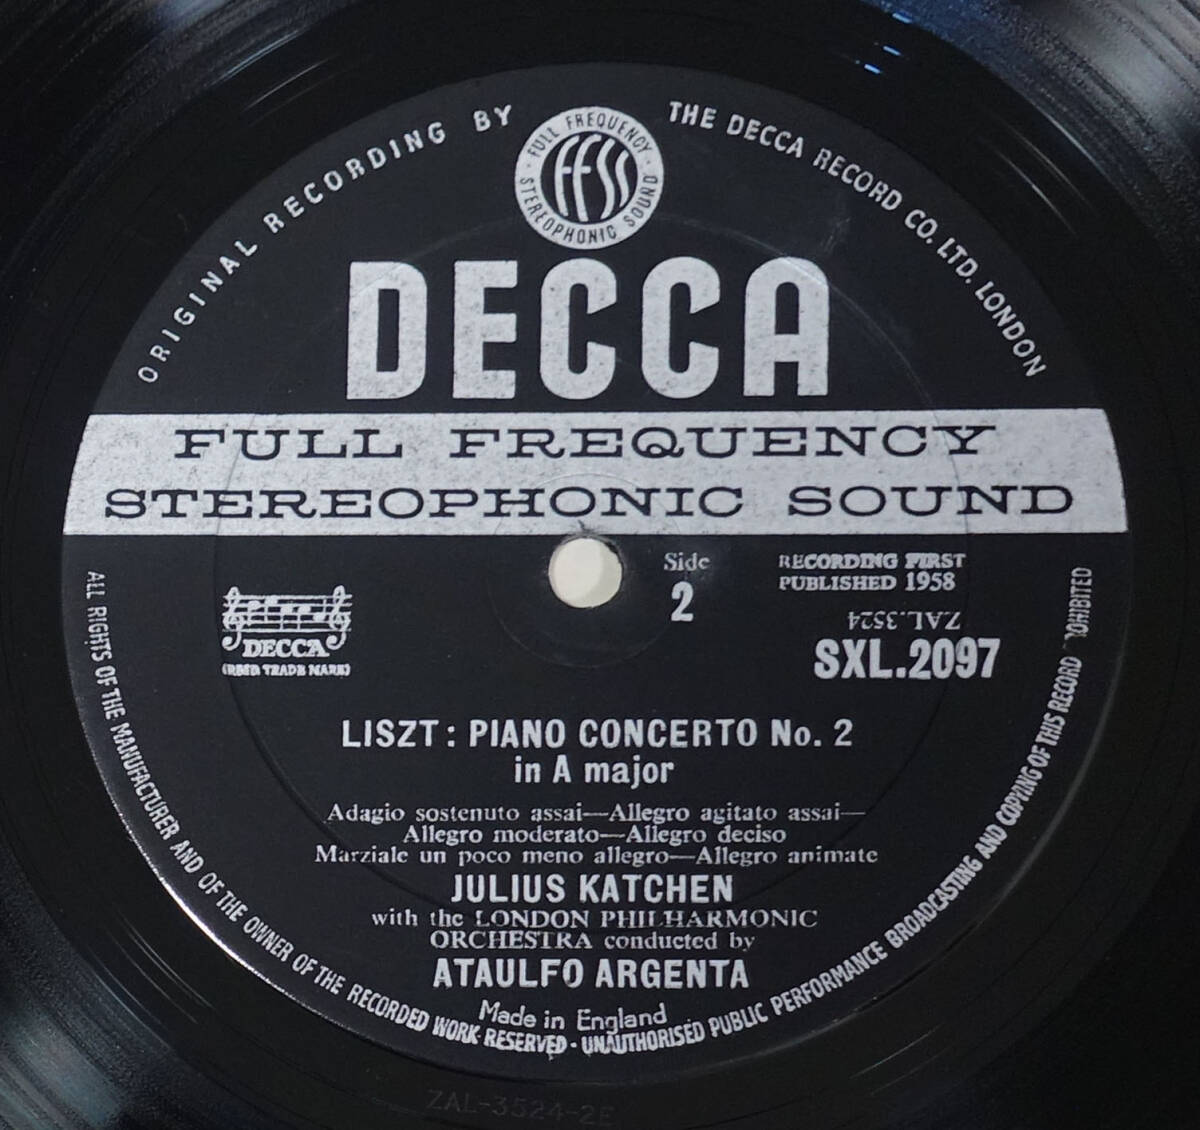 ORIGINAL RECORDING BY
THE DECCA RECORD CO. LTD. LONDON
FULL FREQUENCY
STEREOPHONIC SOUND
FFSS
DECCA
FULL FREQUENCY
STEREOPHONIC SOUND
Side
2
RECORDING FIRST
PUBLISHED 1958
ZAL.3524
SXL.2097
DECCA
(REGD TRADE MARK)
LISZT: PIANO CONCERTO No. 2
in A major
Adagio sostenuto assai—Allegro agitato assai—
Allegro moderato—Allegro deciso
Marziale un poco meno allegro—Allegro animate
JULIUS KATCHEN
with the LONDON PHILHARMONIC
ORCHESTRA conducted by
ATAULFO ARGENTA
Made in England
ALL RIGHTS OF THE MANUFACTURER AND OF THE OWNER OF THE RECORDED WORK RESERVED · UNAUTHORISED PUBLIC PERFORMANCE BROADCASTING AND COPYING OF THIS RECORD PROHIBITED
ZAL-3524-2E